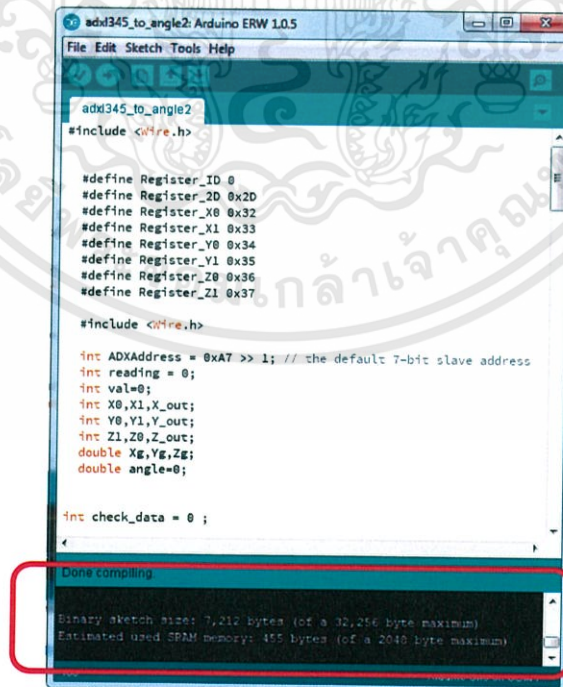 adxl345_to_angle2: Arduino ERW 1.0.5
File Edit Sketch Tools Help
adxl345_to_angle2
#include <Wire.h>
#define Register_ID 0
#define Register_2D 0x2D
#define Register_X0 0x32
#define Register_X1 0x33
#define Register_Y0 0x34
#define Register_Y1 0x35
#define Register_Z0 0x36
#define Register_Z1 0x37
#include <Wire.h>
int ADXAddress = 0xA7 >> 1; // the default 7-bit slave address
int reading = 0;
int val=0;
int X0,X1,X_out;
int Y0,Y1,Y_out;
int Z1,Z0,Z_out;
double Xg,Yg,Zg;
double angle=0;
int check_data = 0 ;
Done compiling.
Binary sketch size: 7,212 bytes (of a 32,256 byte maximum)
Estimated used SRAM memory: 455 bytes (of a 2048 byte maximum)